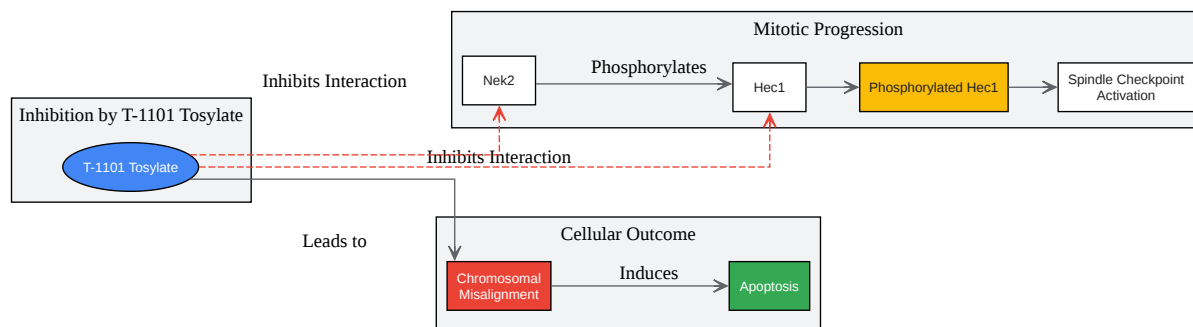 Mitotic Progression
Phosphorylates
Nek2
Hec1
Phosphorylated Hec1
Spindle Checkpoint
Activation
Inhibits Interaction
Inhibition by T-1101 Tosylate
T-1101 Tosylate
Inhibits Interaction
Leads to
Cellular Outcome
Chromosomal
Misalignment
Induces
Apoptosis